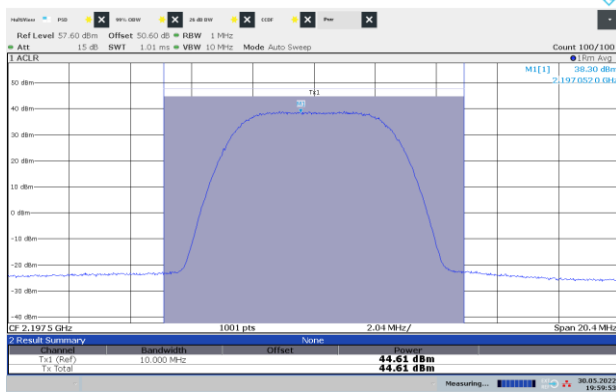 MultiView PSD 99% OBW 26 dB BW CCDF Pwr
Ref Level 57.60 dBm Offset 50.60 dB RBW 1 MHz
Att 15 dB SWT 1.01 ms VBW 10 MHz Mode Auto Sweep Count 100/100
1 ACLR 1Rm Avg
M1[1] 38.30 dBm
2.197052 0 GHz
50 dBm
Tx1
M1
40 dBm
30 dBm
20 dBm
10 dBm
0 dBm
-10 dBm
-20 dBm
-30 dBm
-40 dBm
CF 2.1975 GHz 1001 pts 2.04 MHz/ Span 20.4 MHz
2 Result Summary None
Channel Bandwidth Offset Power
Tx1 (Ref) 10.000 MHz 44.61 dBm
Tx Total 44.61 dBm
Measuring... 30.05.2022
19:59:53